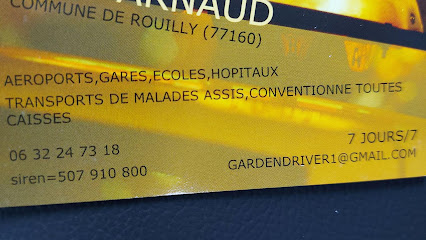 ARNAUD
COMMUNE DE ROUILLY (77160)
AEROPORTS,GARES,ECOLES,HOPITAUX
TRANSPORTS DE MALADES ASSIS,CONVENTIONNE TOUTES
CAISSES
7 JOURS/7
06 32 24 73 18
GARDENDRIVER1@GMAIL.COM
siren=507 910 800